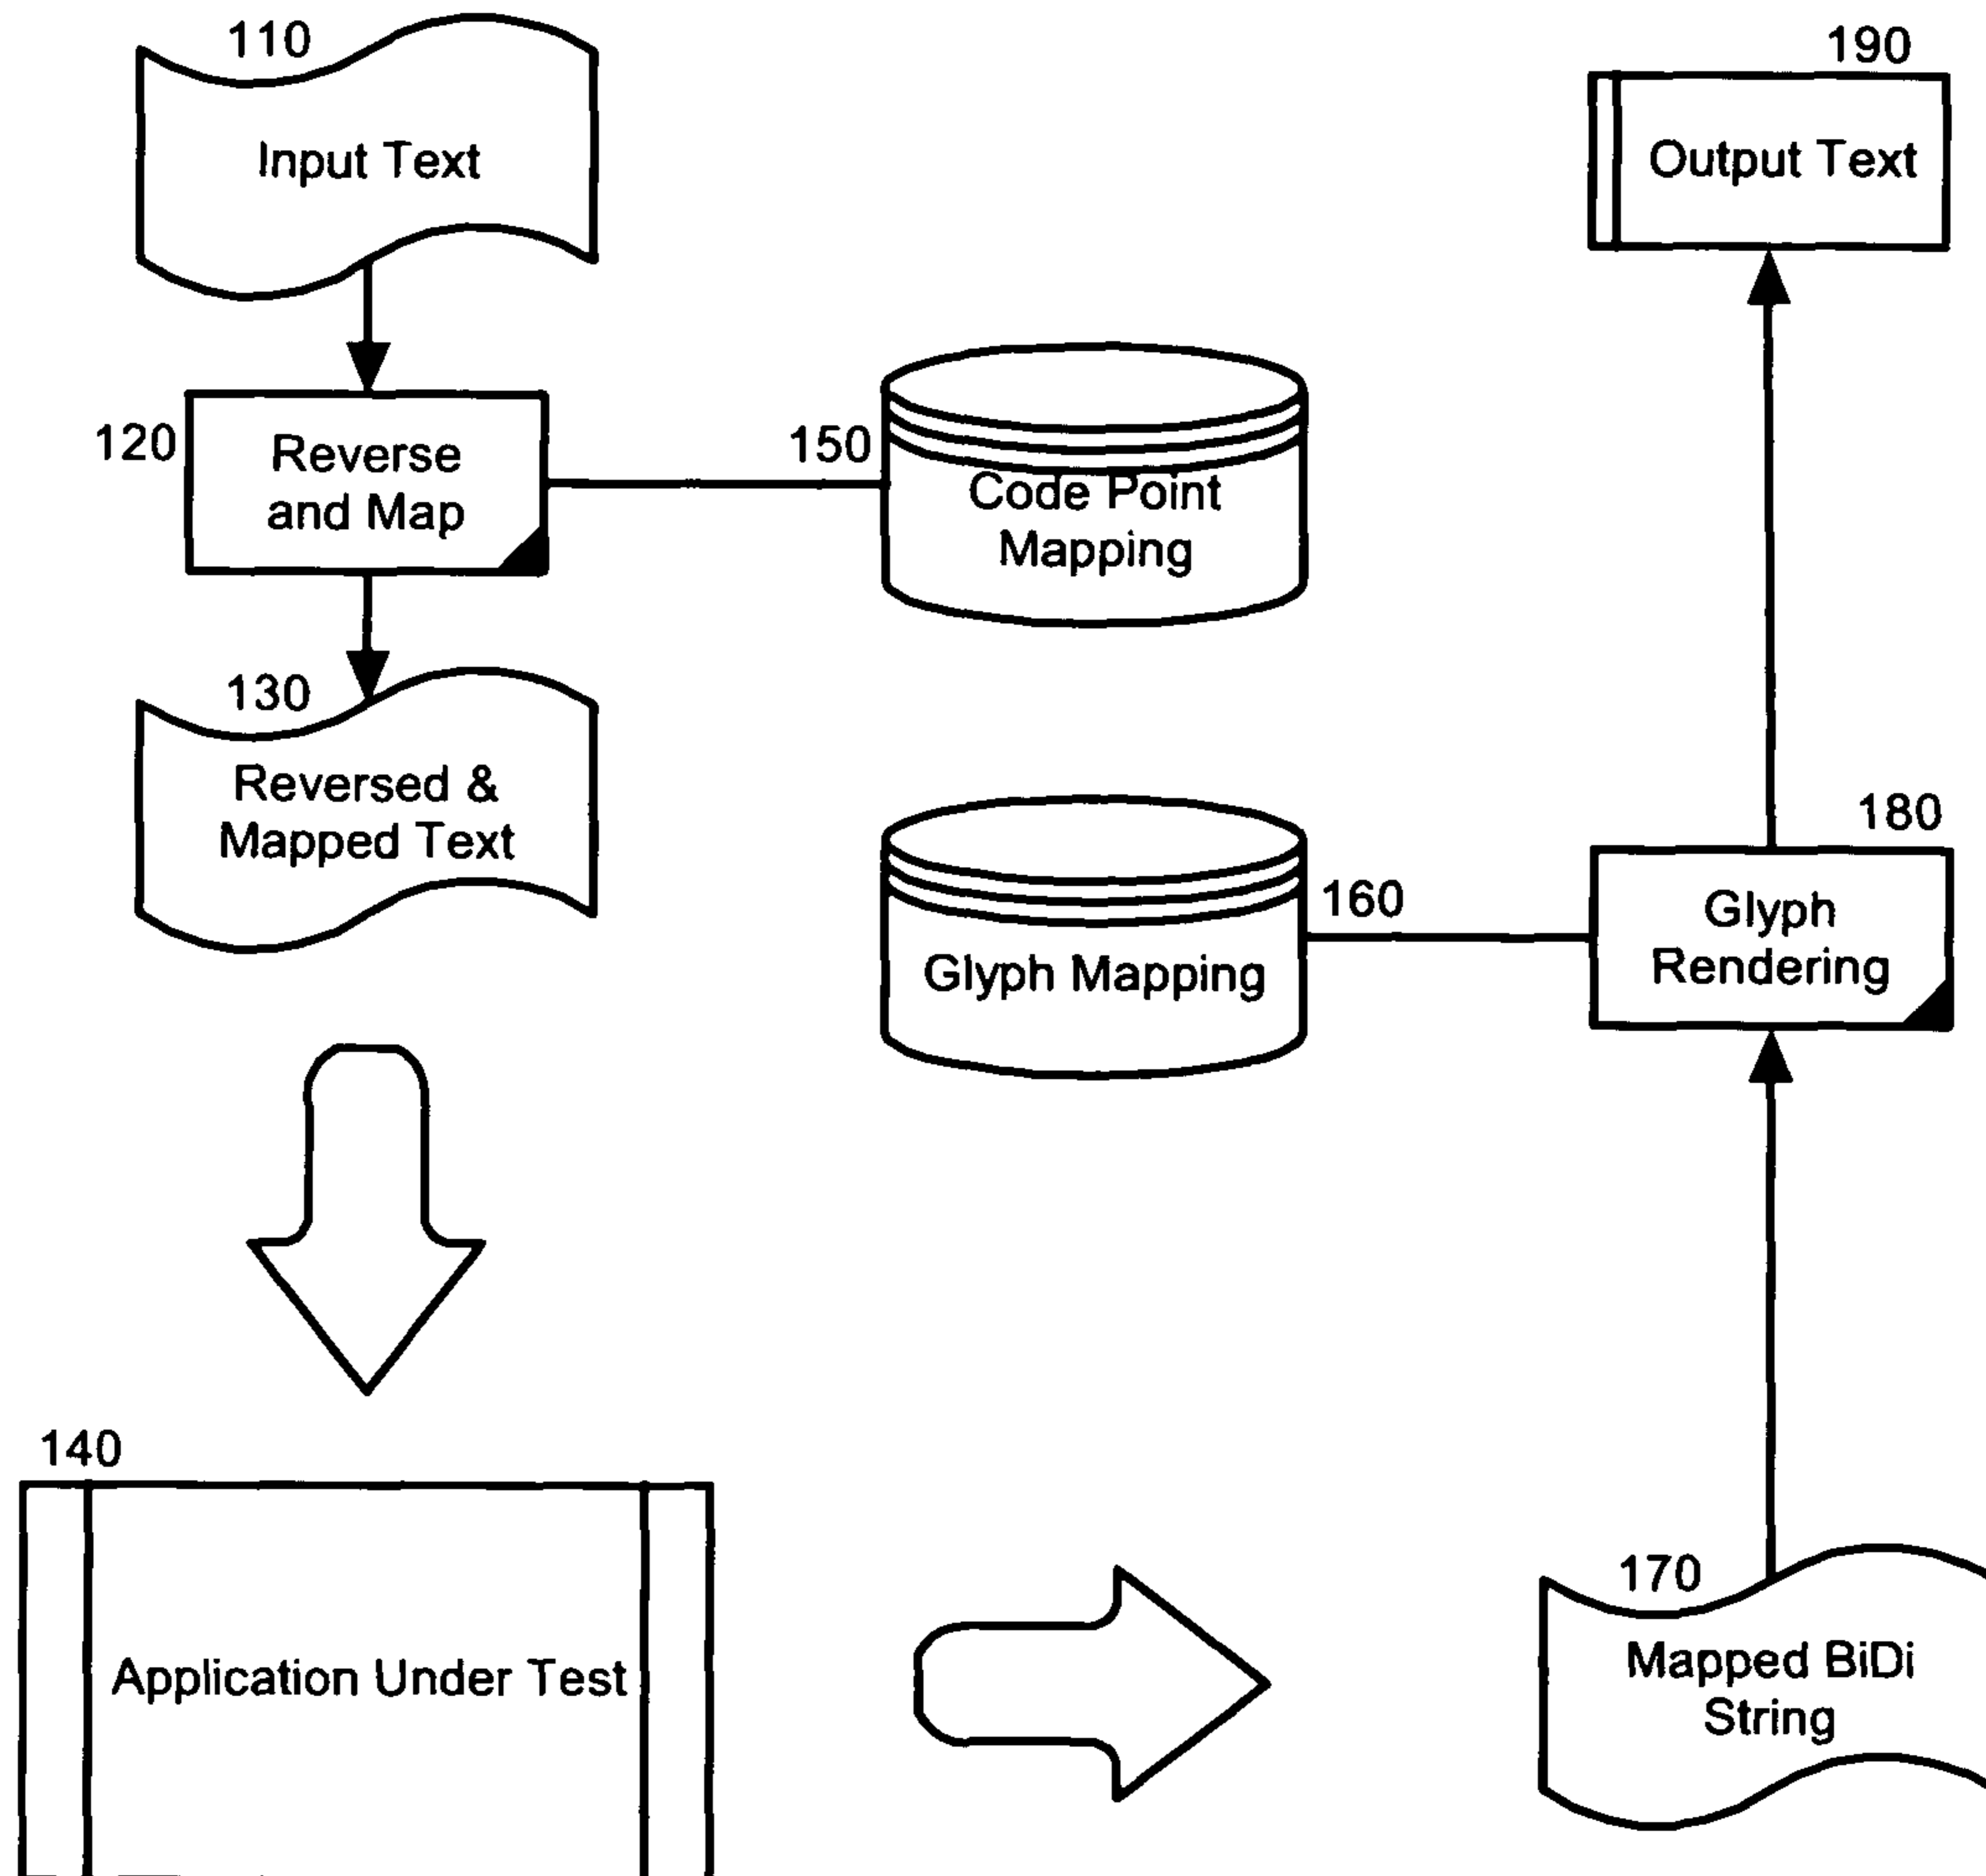 110
Input Text
120
Reverse
and Map
130
Reversed &
Mapped Text
140
Application Under Test
150
Code Point
Mapping
160
Glyph Mapping
170
Mapped BiDi
String
180
Glyph
Rendering
190
Output Text